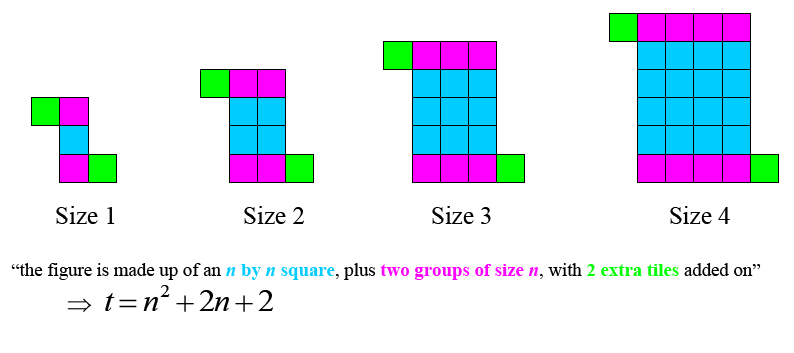 Size 1 Size 2 Size 3 Size 4
“the figure is made up of an n by n square, plus two groups of size n, with 2 extra tiles added on”
⇒ t = n² + 2n + 2